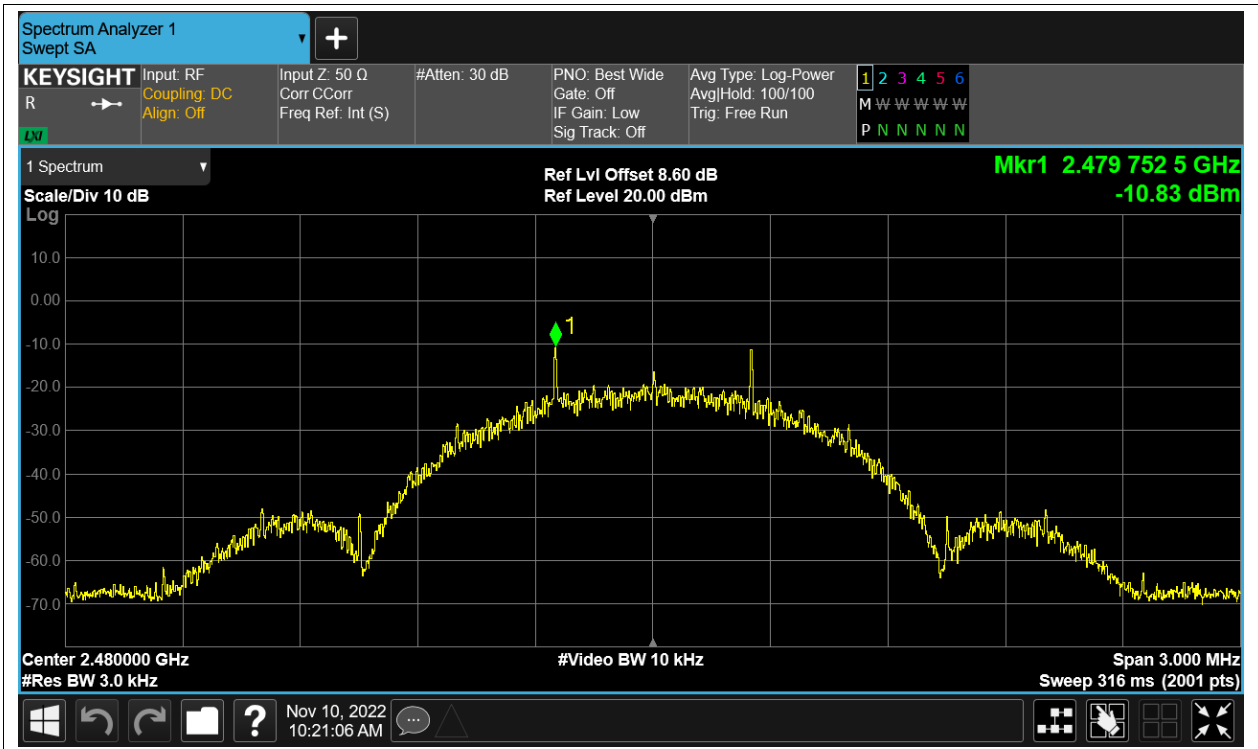 Spectrum Analyzer 1
Swept SA
+
KEYSIGHT
R
LXI
Input: RF
Coupling: DC
Align: Off
Input Z: 50 Ω
Corr CCorr
Freq Ref: Int (S)
#Atten: 30 dB
PNO: Best Wide
Gate: Off
IF Gain: Low
Sig Track: Off
Avg Type: Log-Power
Avg|Hold: 100/100
Trig: Free Run
1 2 3 4 5 6
M W W W W W
P N N N N N
1 Spectrum
Scale/Div 10 dB
Log
Ref Lvl Offset 8.60 dB
Ref Level 20.00 dBm
Mkr1 2.479 752 5 GHz
-10.83 dBm
10.0
0.00
-10.0
-20.0
-30.0
-40.0
-50.0
-60.0
-70.0
1
Center 2.480000 GHz
#Res BW 3.0 kHz
#Video BW 10 kHz
Span 3.000 MHz
Sweep 316 ms (2001 pts)
?
Nov 10, 2022
10:21:06 AM